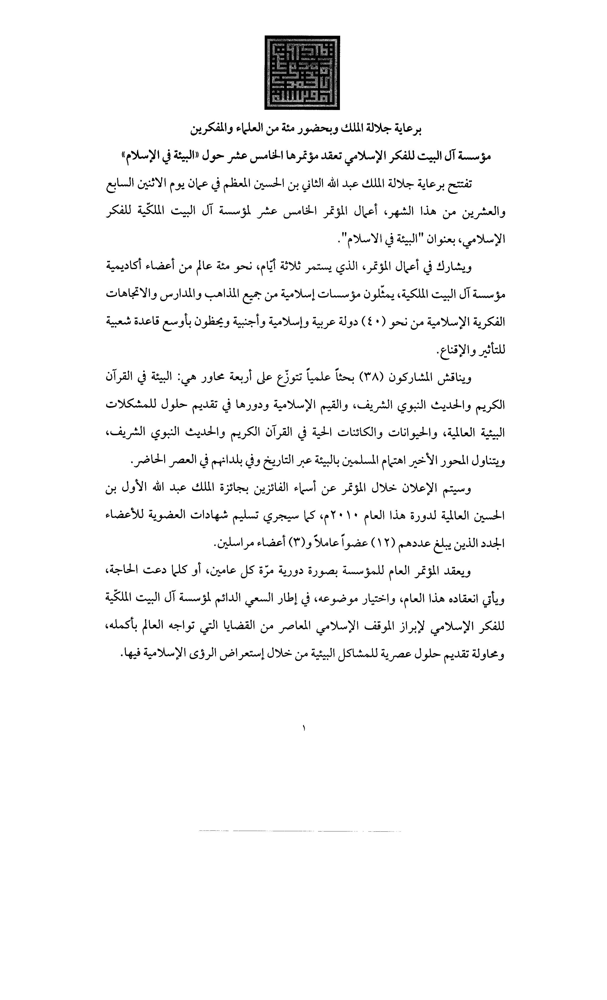 برعاية جلالة الملك وبحضور مئة من العلماء والمفكرين
مؤسسة آل البيت للفكر الإسلامي تعقد مؤتمرها الخامس عشر حول «البيئة في الإسلام»
تفتتح برعاية جلالة الملك عبد الله الثاني بن الحسين المعظم في عمان يوم الاثنين السابع
والعشرين من هذا الشهر، أعمال المؤتمر الخامس عشر لمؤسسة آل البيت الملكّية للفكر
الإسلامي، بعنوان "البيئة في الاسلام".
ويشارك في أعمال المؤتمر، الذي يستمر ثلاثة أيّام، نحو مئة عالم من أعضاء أكاديمية
مؤسسة آل البيت الملكية، يمثّلون مؤسسات إسلامية من جميع المذاهب والمدارس والاتجاهات
الفكرية الإسلامية من نحو (٤٠) دولة عربية وإسلامية وأجنبية ويحظون بأوسع قاعدة شعبية
للتأثير والإقناع.
ويناقش المشاركون (٣٨) بحثاً علمياً تتوزّع على أربعة محاور هي: البيئة في القرآن
الكريم والحديث النبوي الشريف، والقيم الإسلامية ودورها في تقديم حلول للمشكلات
البيئية العالمية، والحيوانات والكائنات الحية في القرآن الكريم والحديث النبوي الشريف،
ويتناول المحور الأخير اهتمام المسلمين بالبيئة عبر التاريخ وفي بلدانهم في العصر الحاضر.
وسيتم الإعلان خلال المؤتمر عن أسماء الفائزين بجائزة الملك عبد الله الأول بن
الحسين العالمية لدورة هذا العام ٢٠١٠م، كما سيجري تسليم شهادات العضوية للأعضاء
الجدد الذين يبلغ عددهم (١٢) عضواً عاملاً و(٣) أعضاء مراسلين.
ويعقد المؤتمر العام للمؤسسة بصورة دورية مرّة كل عامين، أو كلما دعت الحاجة،
ويأتي انعقاده هذا العام، واختيار موضوعه، في إطار السعي الدائم لمؤسسة آل البيت الملكّية
للفكر الإسلامي لإبراز الموقف الإسلامي المعاصر من القضايا التي تواجه العالم بأكمله،
ومحاولة تقديم حلول عصرية للمشاكل البيئية من خلال إستعراض الرؤى الإسلامية فيها.
١